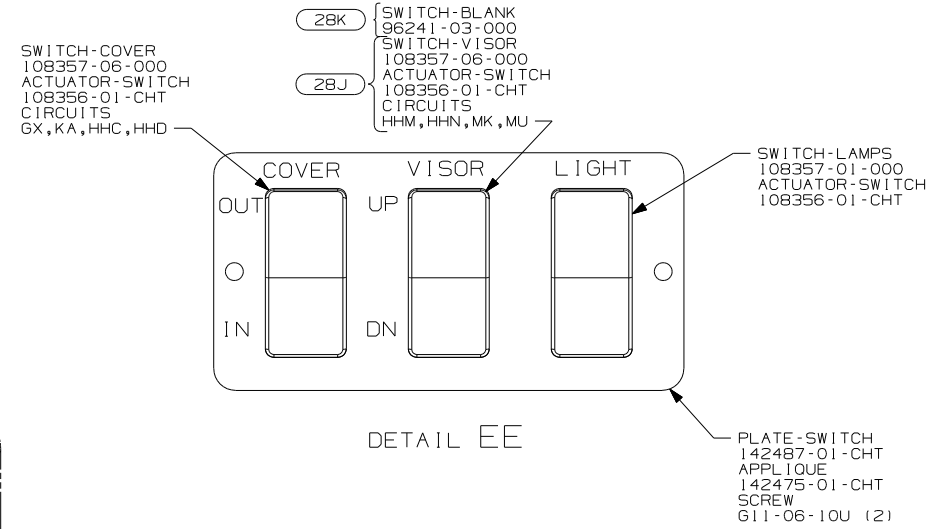 28K
SWITCH-BLANK
96241-03-000
28J
SWITCH-VISOR
108357-06-000
ACTUATOR-SWITCH
108356-01-CHT
CIRCUITS
HHM,HHN,MK,MU
SWITCH-COVER
108357-06-000
ACTUATOR-SWITCH
108356-01-CHT
CIRCUITS
GX,KA,HHC,HHD
SWITCH-LAMPS
108357-01-000
ACTUATOR-SWITCH
108356-01-CHT
COVER VISOR LIGHT
OUT UP
IN DN
DETAIL EE
PLATE-SWITCH
142487-01-CHT
APPLIQUE
142475-01-CHT
SCREW
G11-06-10U (2)